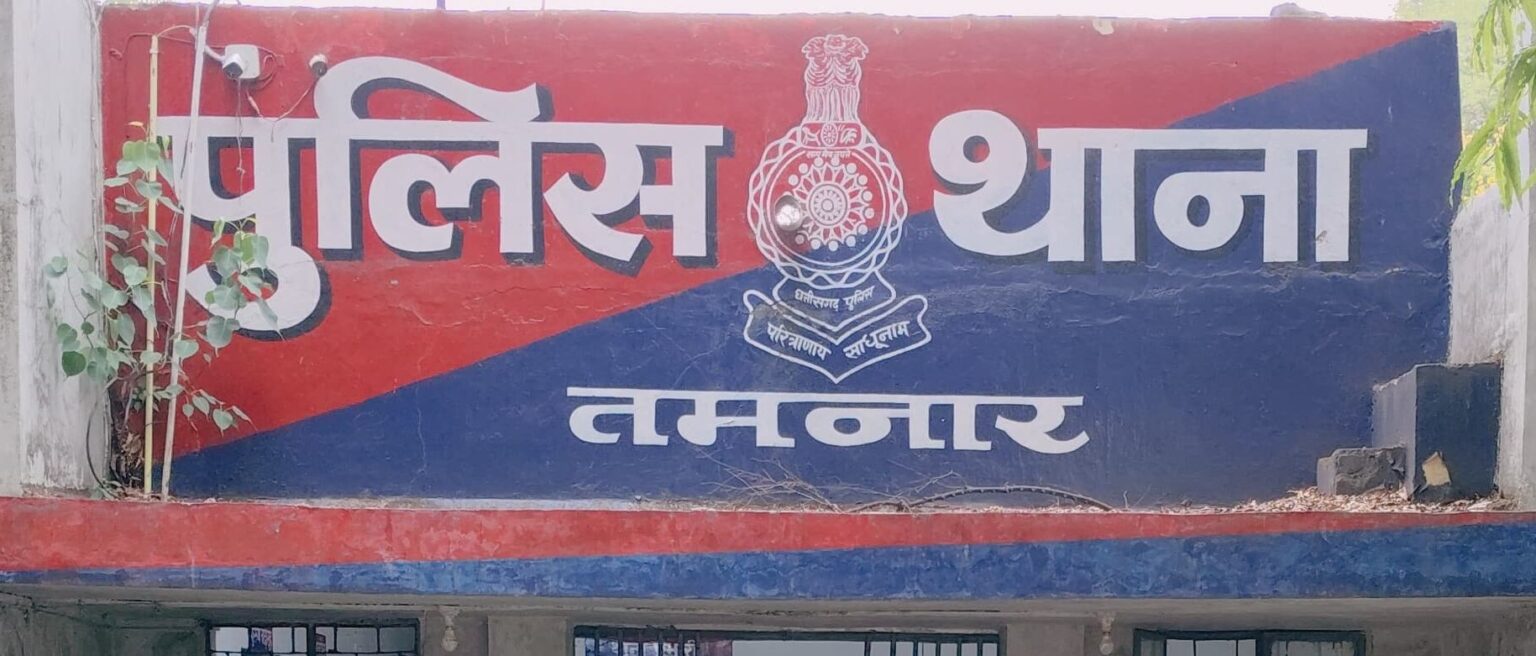 पुलिस थाना
छत्तीसगढ़ पुलिस
परित्राणाय साधूनाम
तमनार